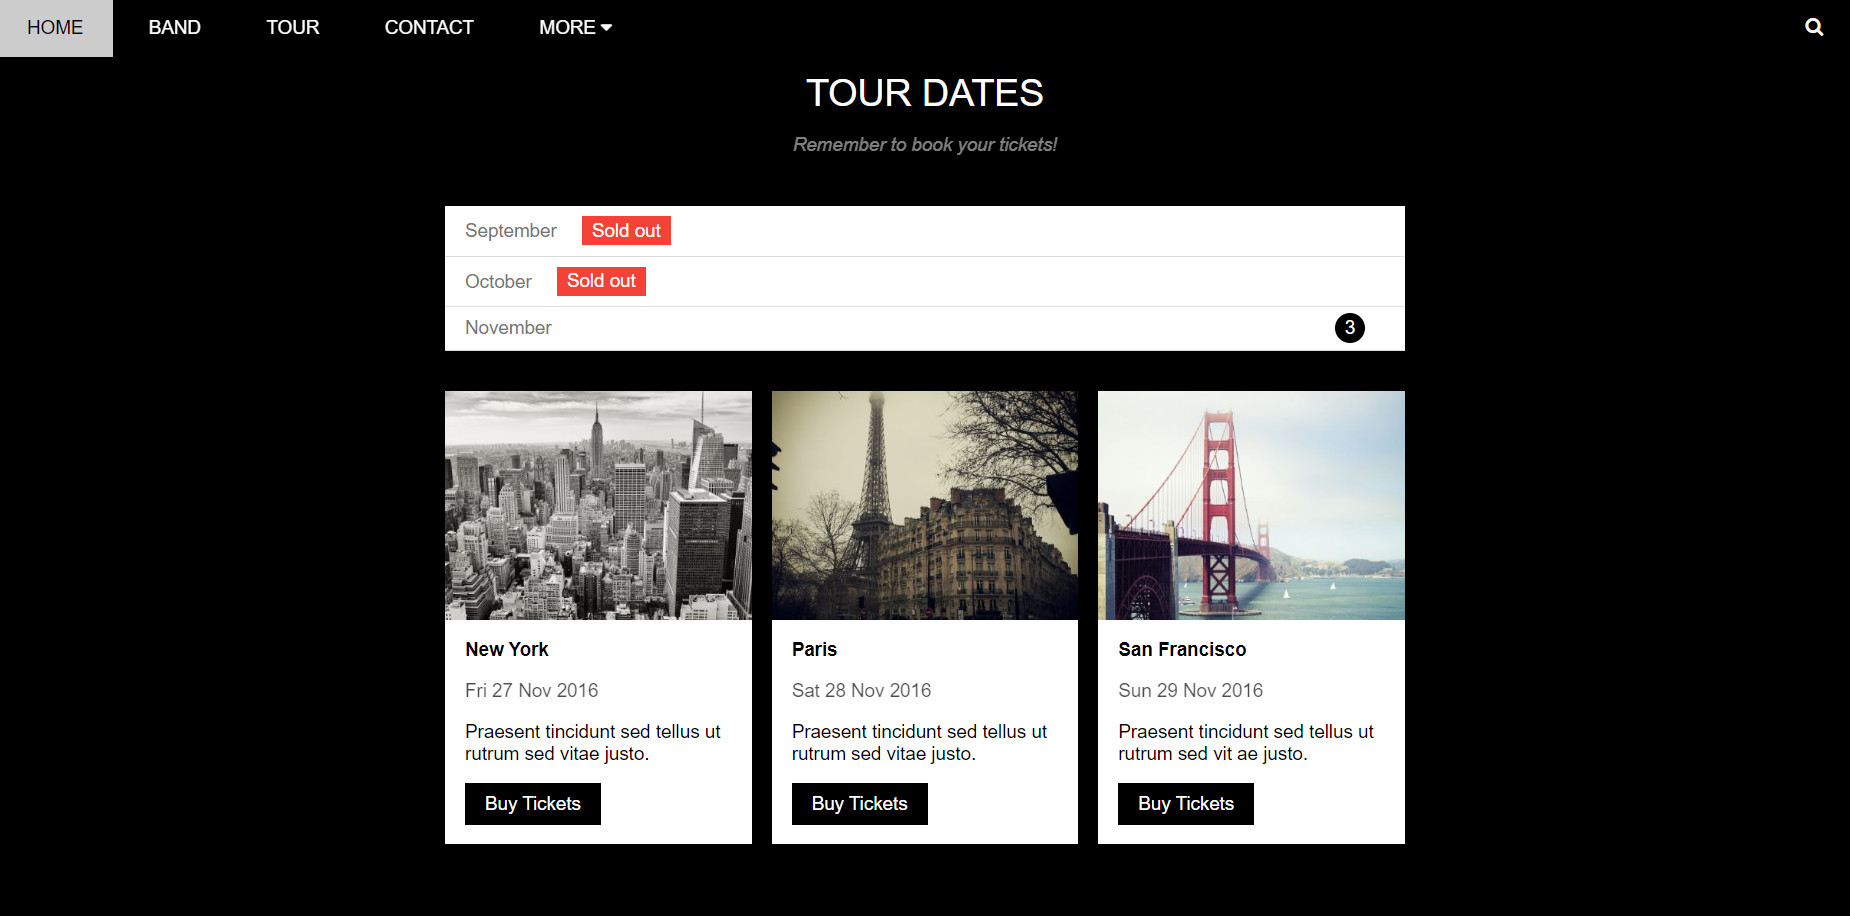 HOME BAND TOUR CONTACT MORE
TOUR DATES
Remember to book your tickets!
September Sold out
October Sold out
November 3
New York
Fri 27 Nov 2016
Praesent tincidunt sed tellus ut
rutrum sed vitae justo.
Buy Tickets
Paris
Sat 28 Nov 2016
Praesent tincidunt sed tellus ut
rutrum sed vitae justo.
Buy Tickets
San Francisco
Sun 29 Nov 2016
Praesent tincidunt sed tellus ut
rutrum sed vit ae justo.
Buy Tickets